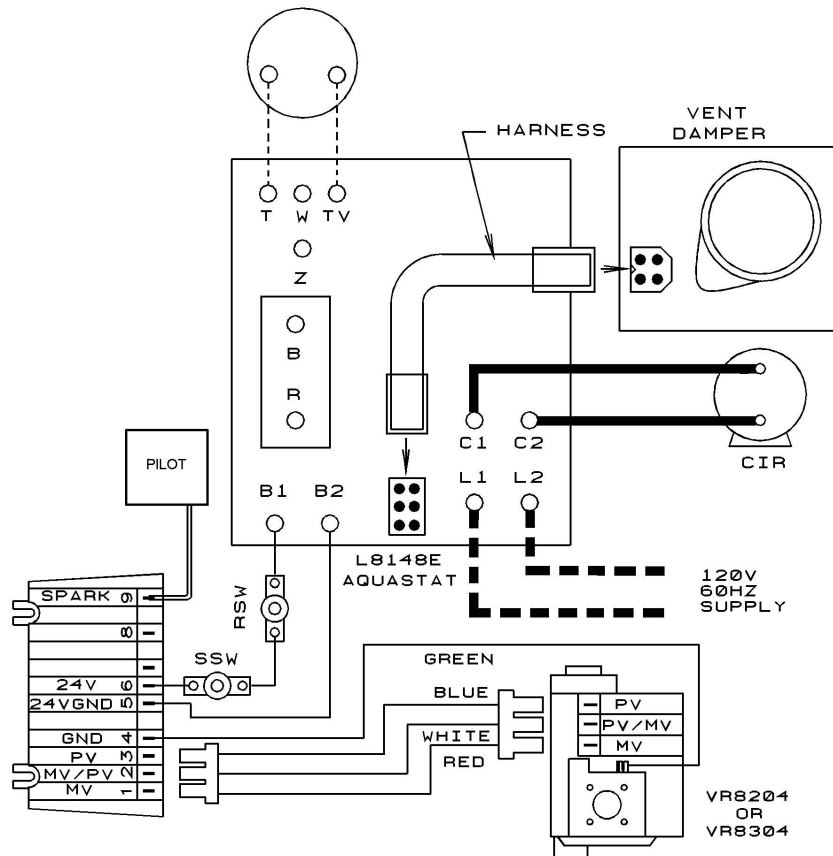 HARNESS
VENT
DAMPER
T W TV
Z
B
R
C1 C2
CIR
L1 L2
PILOT
B1 B2
L8148E
AQUASTAT
120V
60HZ
SUPPLY
RSW
SSW
SPARK 9
8
24V 6
24VGND 5
GND 4
PV 3
MV/PV 2
MV 1
GREEN
BLUE
WHITE
RED
PV
PV/MV
MV
VR8204
OR
VR8304